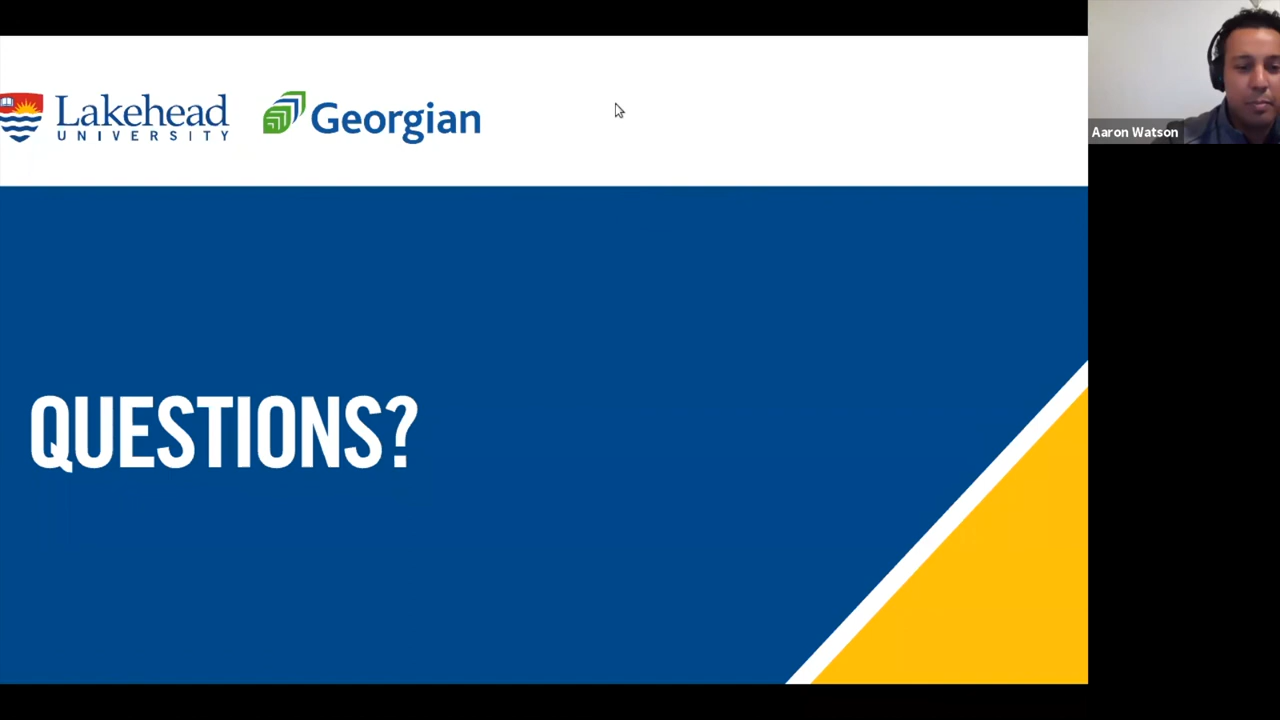 Lakehead
UNIVERSITY
Georgian
Aaron Watson
QUESTIONS?